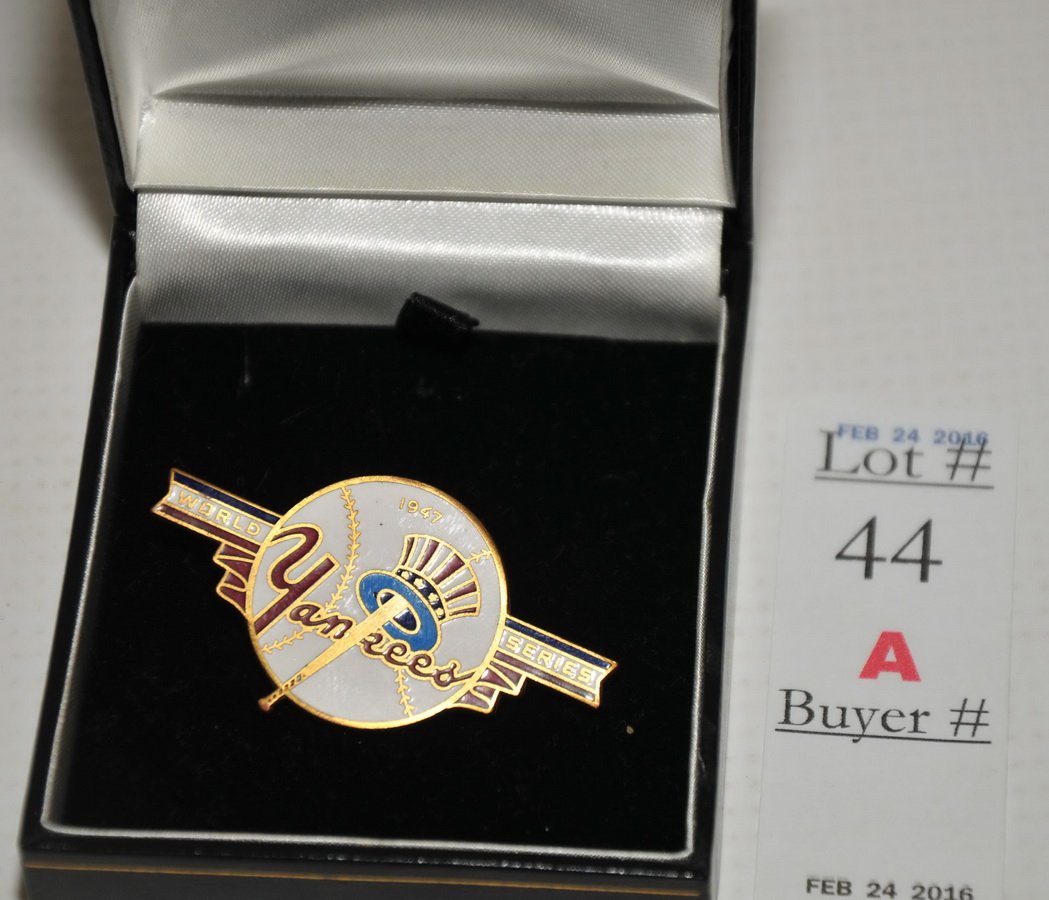 1947
WORLD
Yankees
SERIES
FEB 24 2016
Lot #
44
A
Buyer #
FEB 24 2016